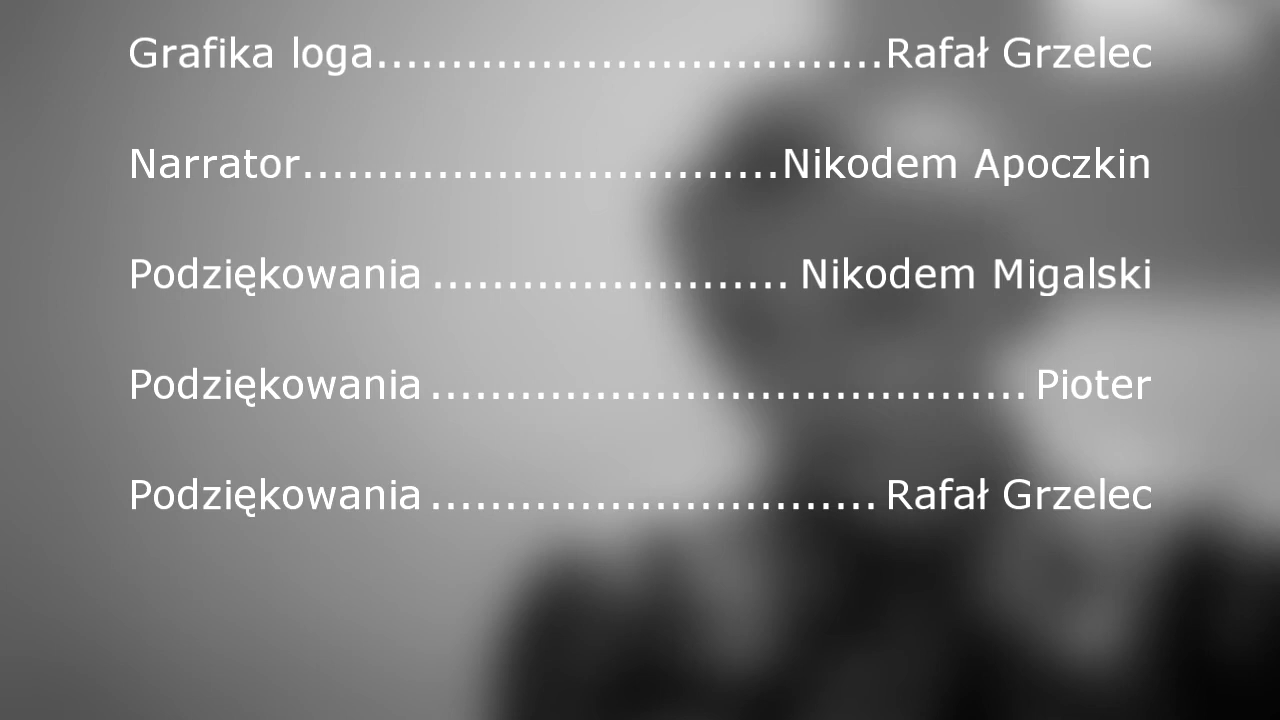 Grafika loga..................................Rafał Grzelec
Narrator................................Nikodem Apoczkin
Podziękowania ........................ Nikodem Migalski
Podziękowania ........................................ Pioter
Podziękowania .............................. Rafał Grzelec